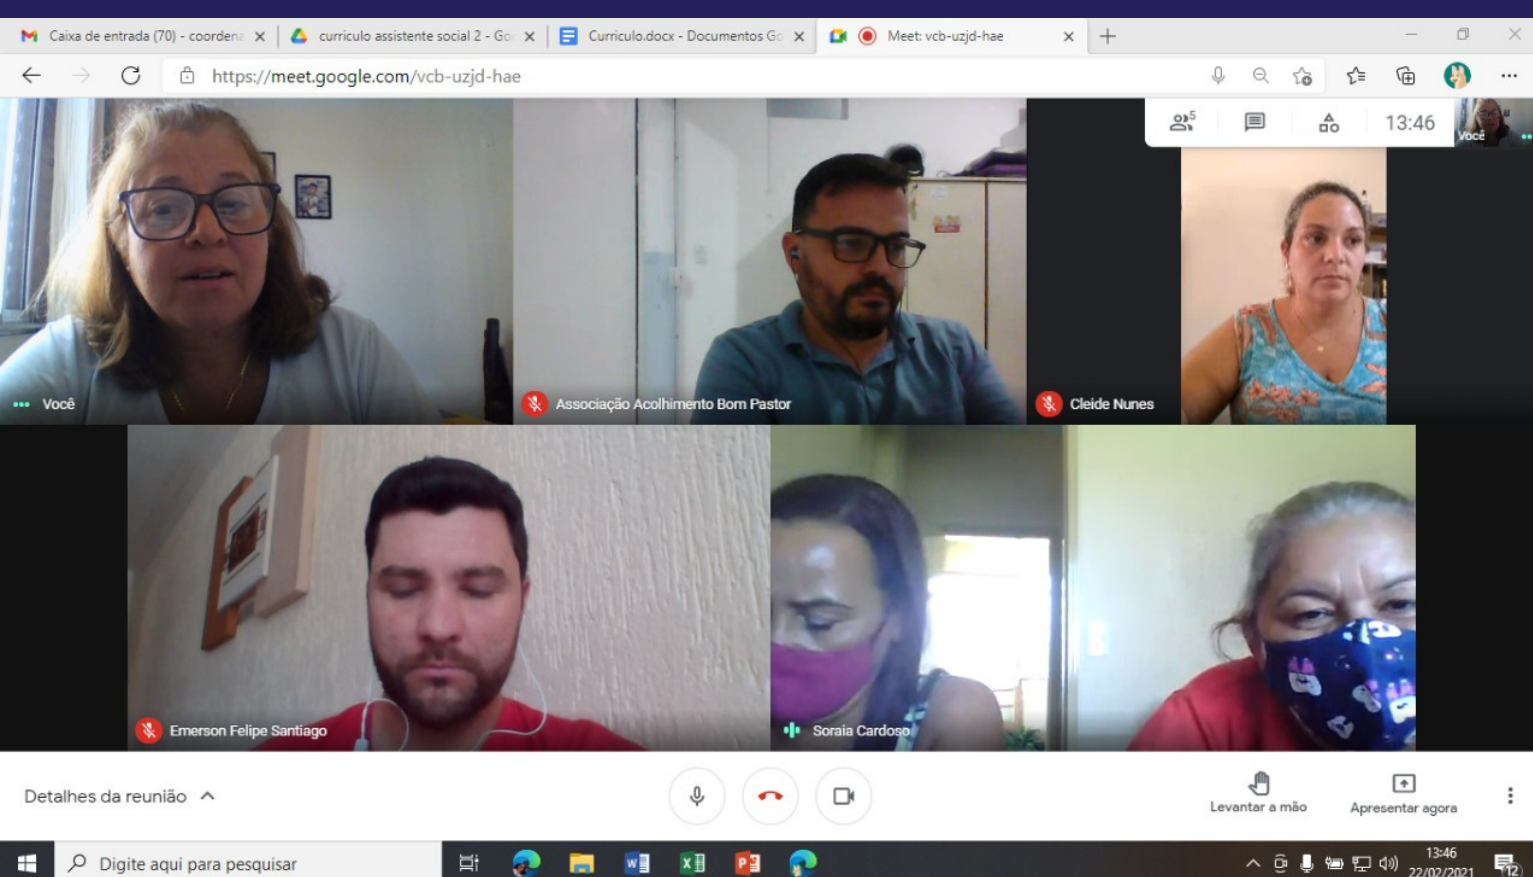 Caixa de entrada (70) - coordena
curriculo assistente social 2 - Go
Curriculo.docx - Documentos Go
Meet: vcb-uzjd-hae
https://meet.google.com/vcb-uzjd-hae
5
13:46
Você
Você
Associação Acolhimento Bom Pastor
Cleide Nunes
Emerson Felipe Santiago
Soraia Cardoso
Detalhes da reunião
Levantar a mão
Apresentar agora
Digite aqui para pesquisar
13:46
22/02/2021
12